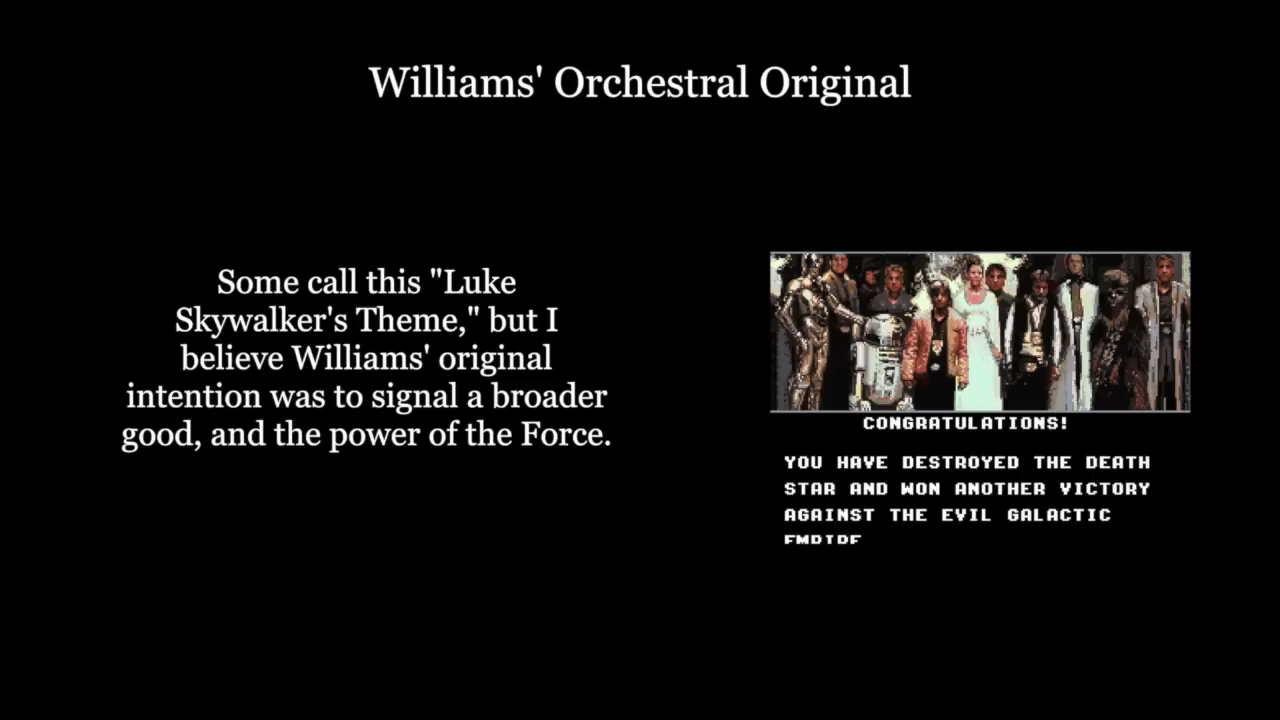 Williams' Orchestral Original
Some call this "Luke
Skywalker's Theme," but I
believe Williams' original
intention was to signal a broader
good, and the power of the Force.
CONGRATULATIONS!
YOU HAVE DESTROYED THE DEATH
STAR AND WON ANOTHER VICTORY
AGAINST THE EVIL GALACTIC